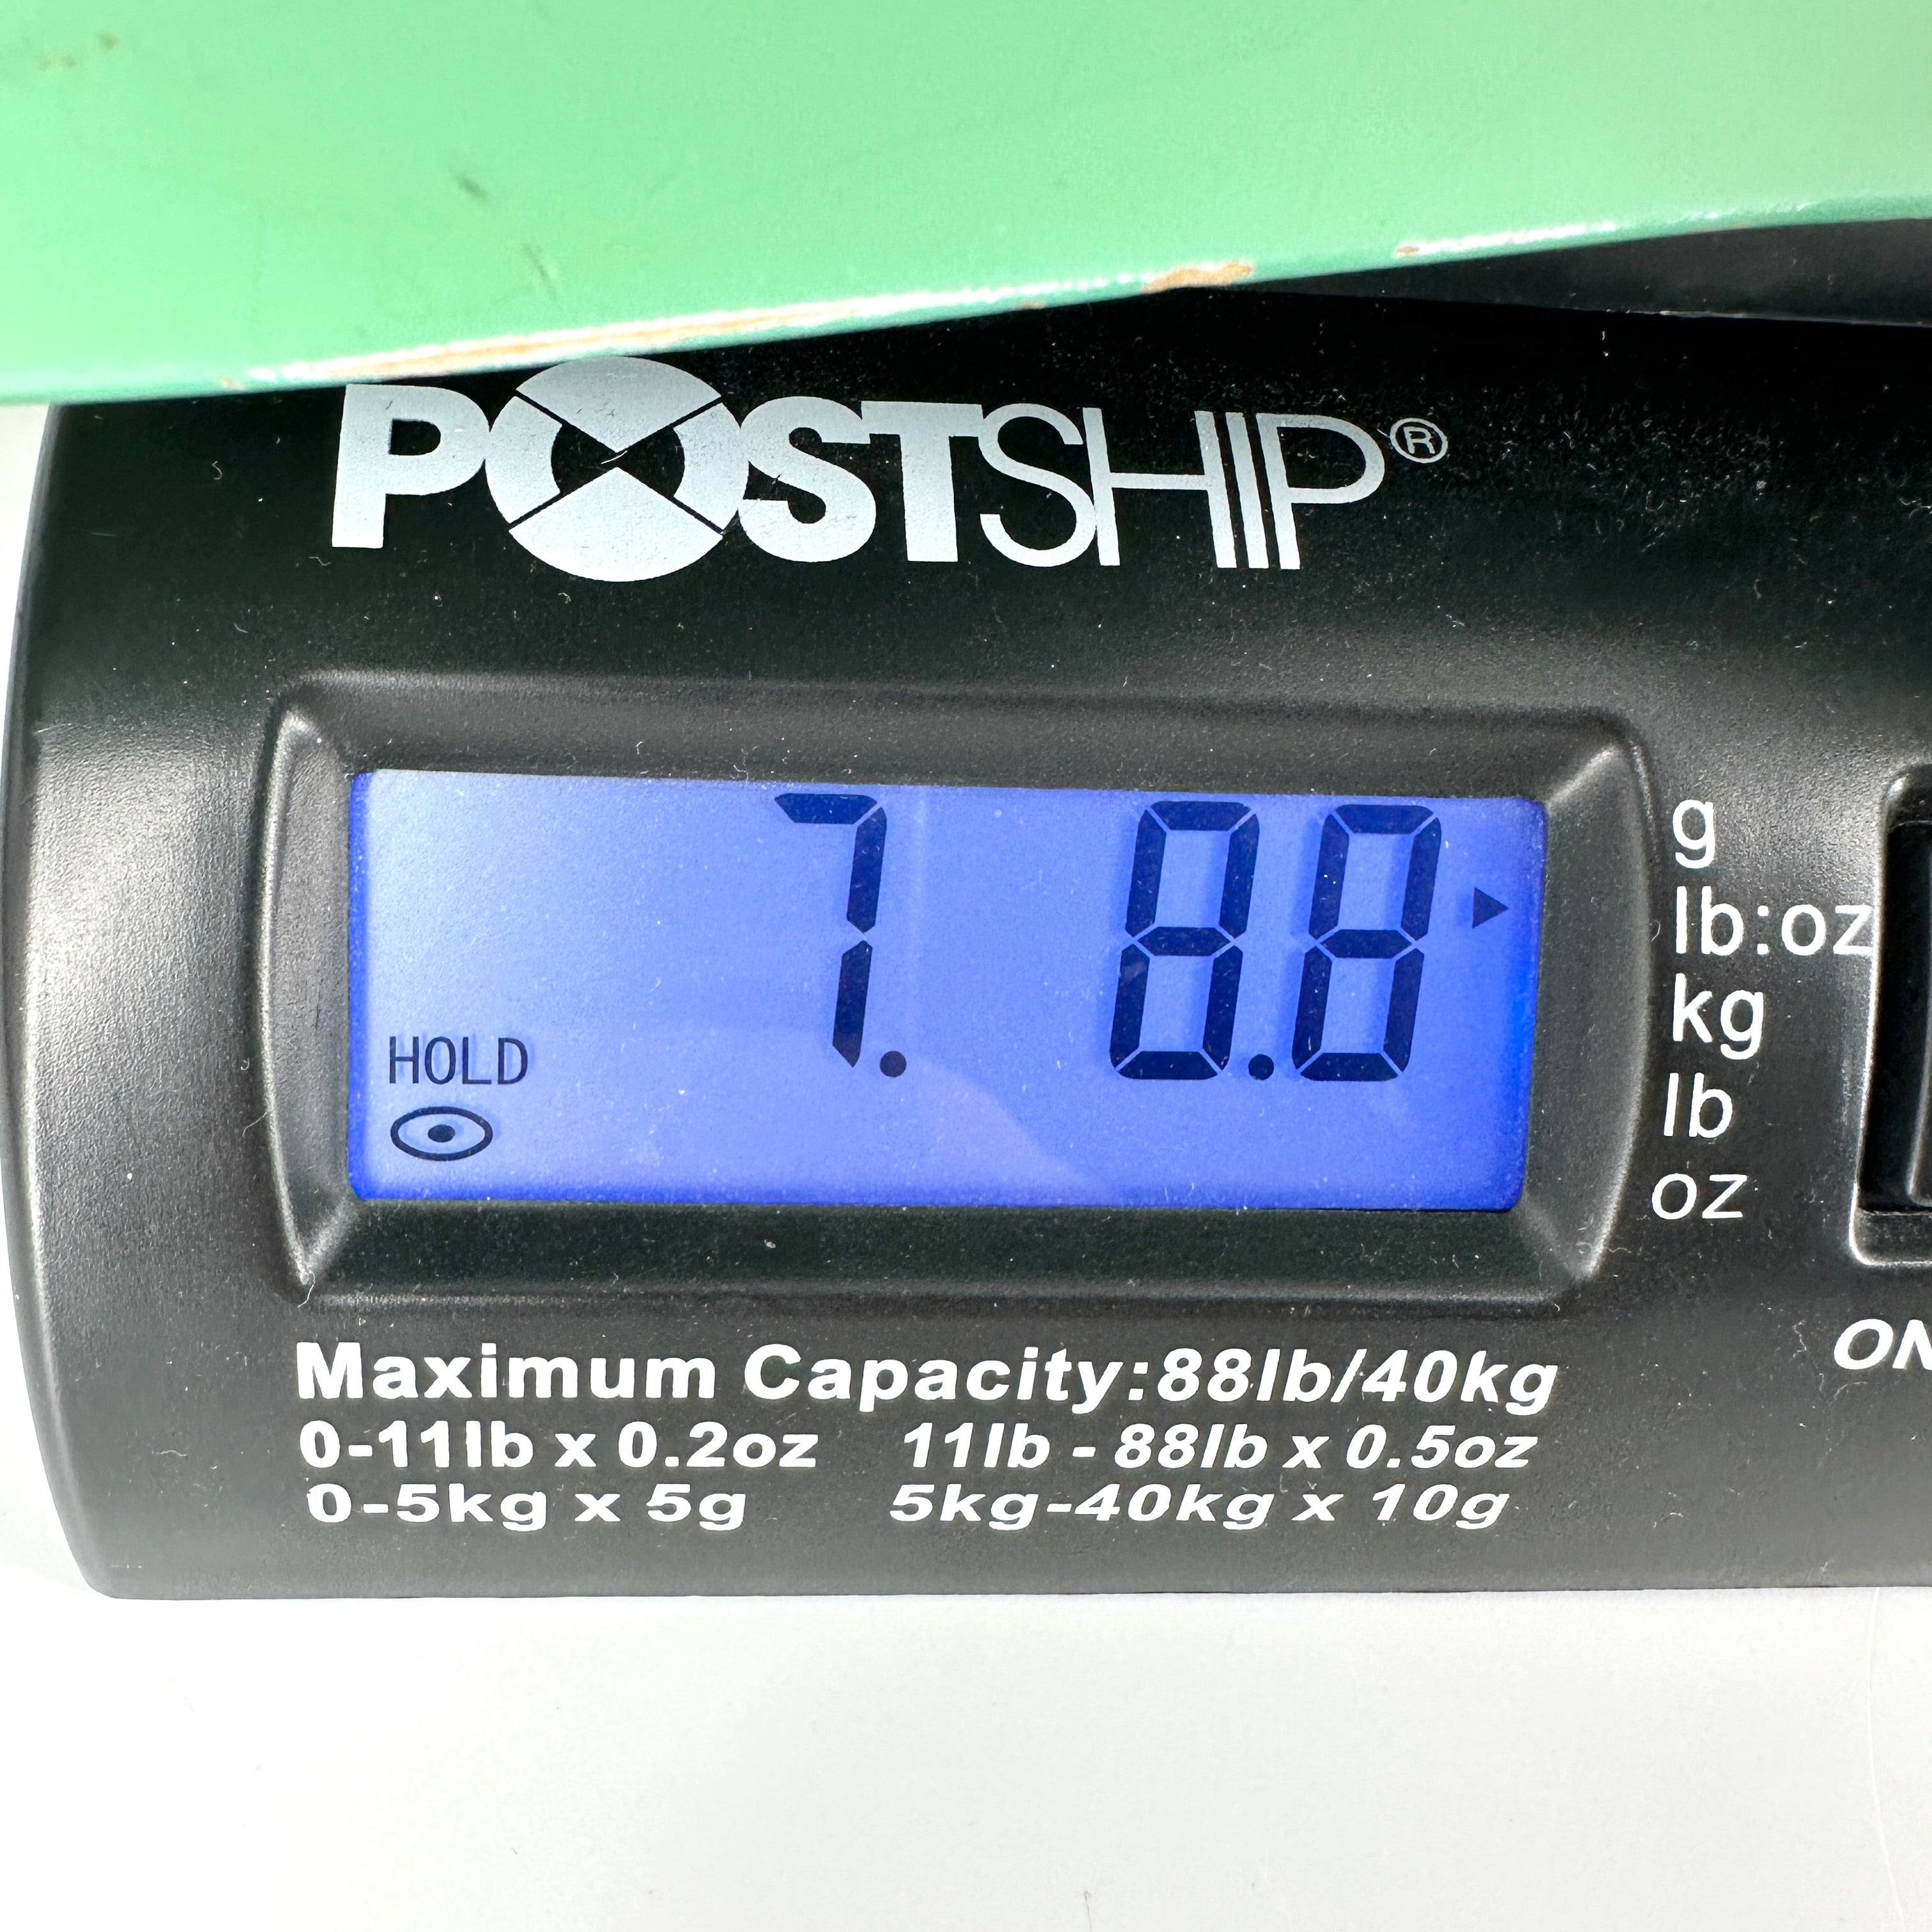 POSTSHIP®
7. 8.8
HOLD
g
lb:oz
kg
lb
oz
ON
Maximum Capacity:88lb/40kg
0-11lb x 0.2oz 11lb - 88lb x 0.5oz
0-5kg x 5g 5kg-40kg x 10g